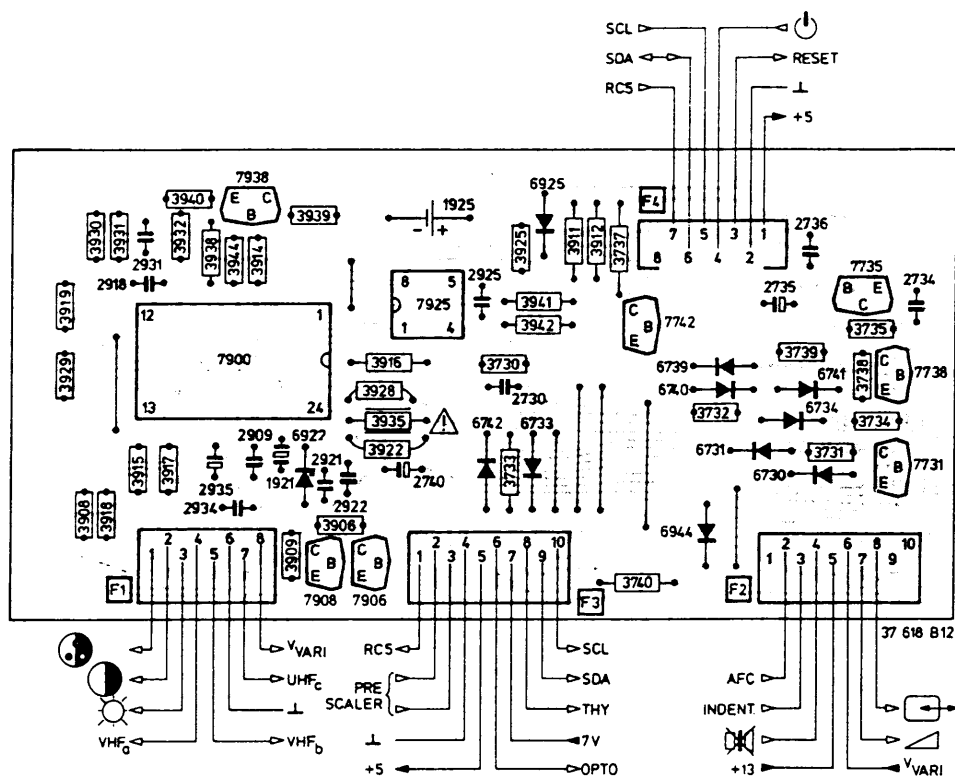 SCL
SDA RESET
RC5 ⊥
+5
7938
6925 F4
3940 E C B 3939 1925 - +
7 5 3 1
8 6 4 2
2736
3930 3931 2931 3932 3938 3944 3914
3925 3911 3912 3737
7735
B E C
2735 2734
2918
8 5 7925 1 4
2925
3941
3942
C B E 7742
3735
3919
12 1
7900
13 24
3916
3730
6739
3739
3738
C B E 7738
3929
3928
2730
6740
6741
3732
6734
3734
3935
3922
6742 6733
3733
2740
6731
3731
6730
C B E 7731
3915 3917
2909 6927
2935 1921 2921
2934 2922
3908 3918
3906
6944
3909
C B E 7908
C B E 7906
F1
1 2 3 4 5 6 7 8
1 2 3 4 5 6 7 8 9 10
F3
3740
F2
1 2 3 4 5 6 7 8 9 10
37 618 B12
VVARI
UHFc
⊥
VHFa VHFb
RC5 SCL
PRE SCALER
SDA
THY
⊥ 7V
+5 OPTO
AFC
INDENT.
+13 VVARI